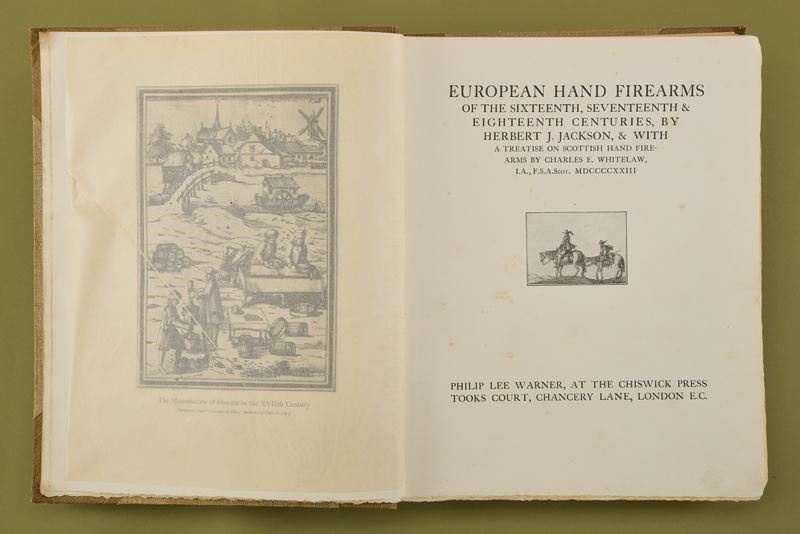 The Manufacture of Powder in the XVIIth Century
EUROPEAN HAND FIREARMS
OF THE SIXTEENTH, SEVENTEENTH &
EIGHTEENTH CENTURIES, BY
HERBERT J. JACKSON, & WITH
A TREATISE ON SCOTTISH HAND FIRE-
ARMS BY CHARLES E. WHITELAW,
I.A., F.S.A.Scot. MDCCCCXXIII
PHILIP LEE WARNER, AT THE CHISWICK PRESS
TOOKS COURT, CHANCERY LANE, LONDON E.C.